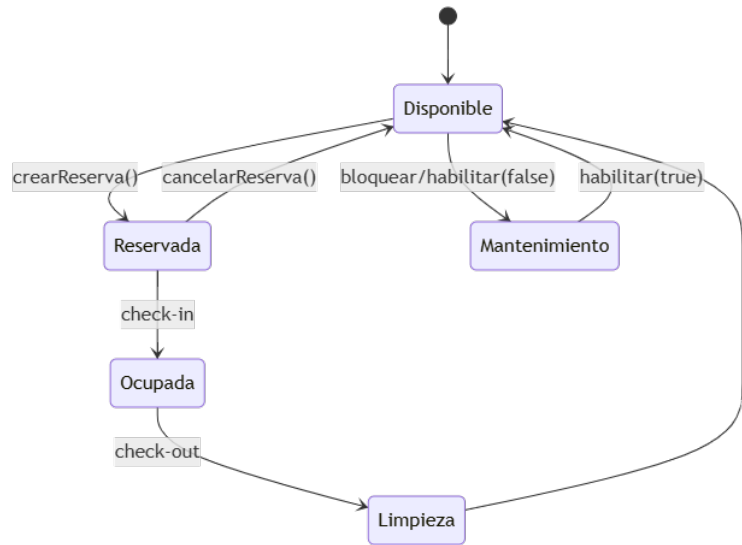 Disponible
crearReserva()
cancelarReserva()
bloquear/habilitar(false)
habilitar(true)
Reservada
Mantenimiento
check-in
Ocupada
check-out
Limpieza